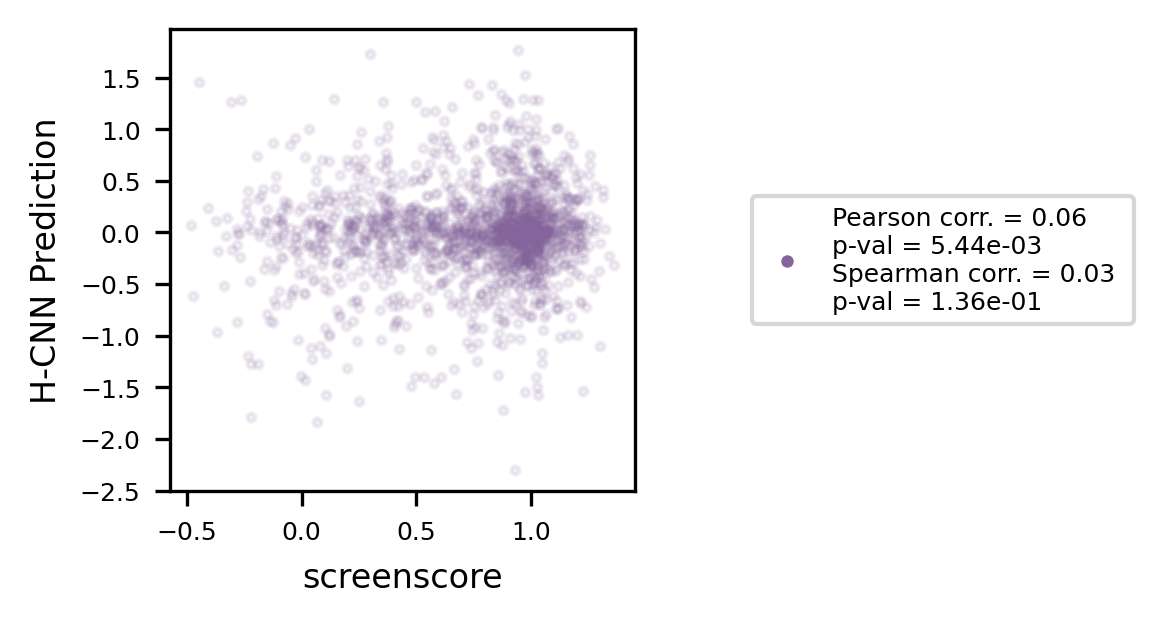 1.5
1.0
0.5
0.0
−0.5
−1.0
−1.5
−2.0
−2.5
H-CNN Prediction
−0.5
0.0
0.5
1.0
screenscore
Pearson corr. = 0.06
p-val = 5.44e-03
Spearman corr. = 0.03
p-val = 1.36e-01